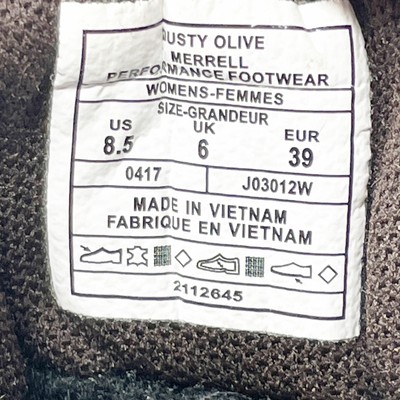 DUSTY OLIVE
MERRELL
PERFORMANCE FOOTWEAR
WOMENS-FEMMES
SIZE-GRANDEUR
US UK EUR
8.5 6 39
0417 J03012W
MADE IN VIETNAM
FABRIQUE EN VIETNAM
2112645